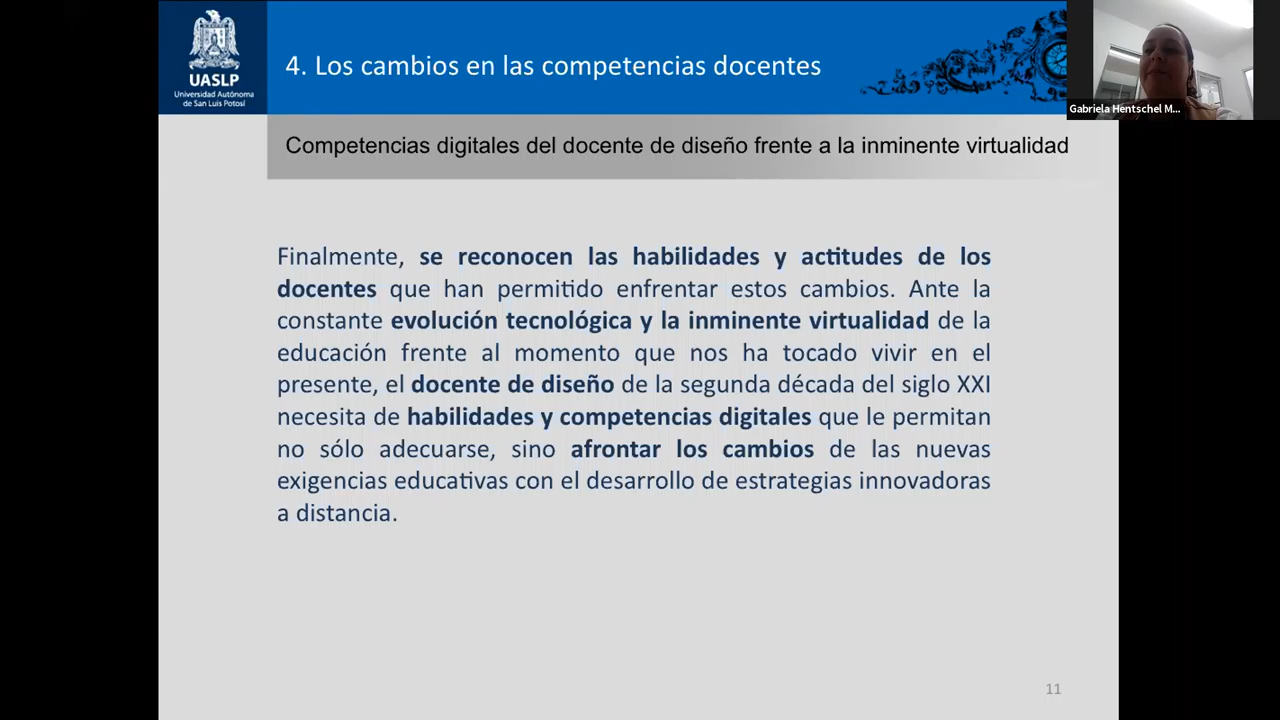 UASLP
Universidad Autónoma
de San Luis Potosí
4. Los cambios en las competencias docentes
Gabriela Hentschel M...
Competencias digitales del docente de diseño frente a la inminente virtualidad
Finalmente, se reconocen las habilidades y actitudes de los
docentes que han permitido enfrentar estos cambios. Ante la
constante evolución tecnológica y la inminente virtualidad de la
educación frente al momento que nos ha tocado vivir en el
presente, el docente de diseño de la segunda década del siglo XXI
necesita de habilidades y competencias digitales que le permitan
no sólo adecuarse, sino afrontar los cambios de las nuevas
exigencias educativas con el desarrollo de estrategias innovadoras
a distancia.
11